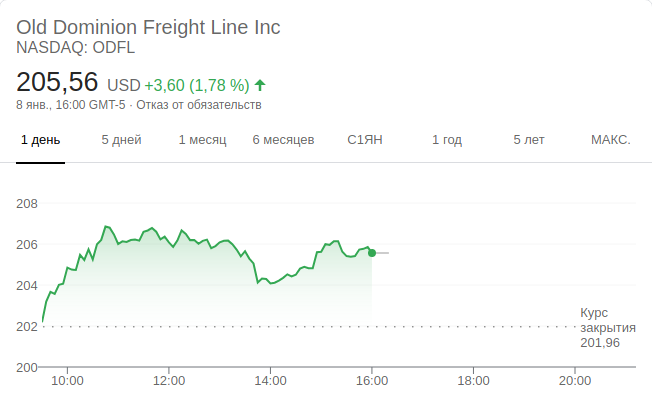 Old Dominion Freight Line Inc
NASDAQ: ODFL
205,56 USD +3,60 (1,78 %)
8 янв., 16:00 GMT-5 · Отказ от обязательств
1 день 5 дней 1 месяц 6 месяцев С1ЯН 1 год 5 лет МАКС.
208
206
204
202
200
Курс
закрытия
201,96
10:00 12:00 14:00 16:00 18:00 20:00